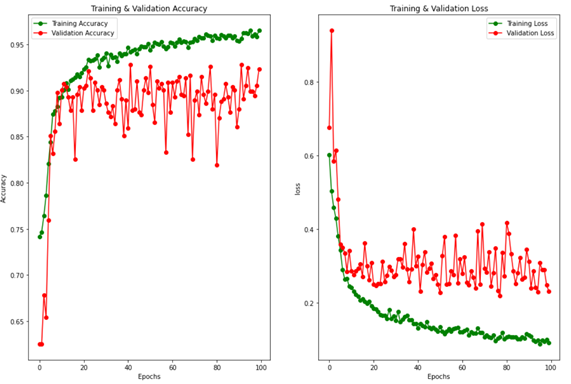 Training & Validation Accuracy
Training Accuracy
Validation Accuracy
0.95
0.90
0.85
0.80
0.75
0.70
0.65
Accuracy
0
20
40
60
80
100
Epochs
Training & Validation Loss
Training Loss
Validation Loss
0.8
0.6
0.4
0.2
loss
0
20
40
60
80
100
Epochs